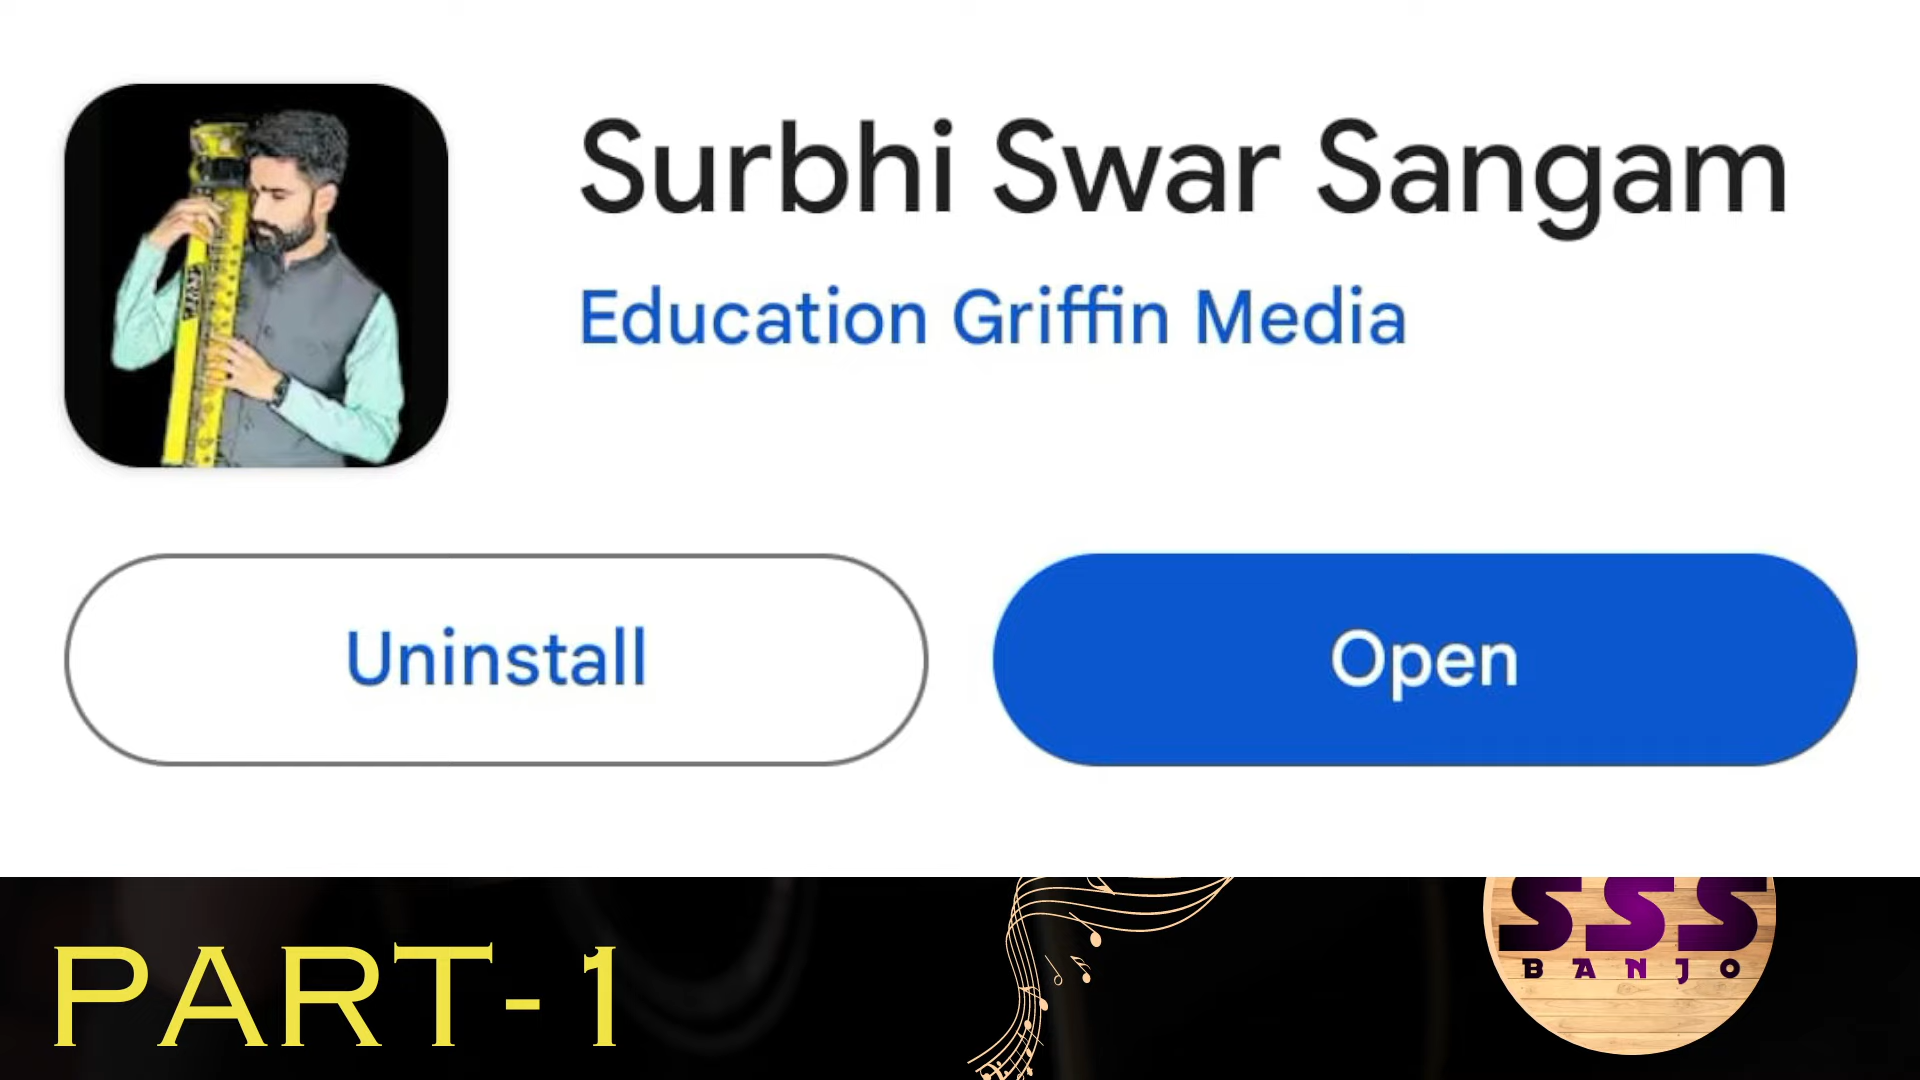 Surbhi Swar Sangam
Education Griffin Media
Uninstall
Open
PART-1
SSS
BANJO